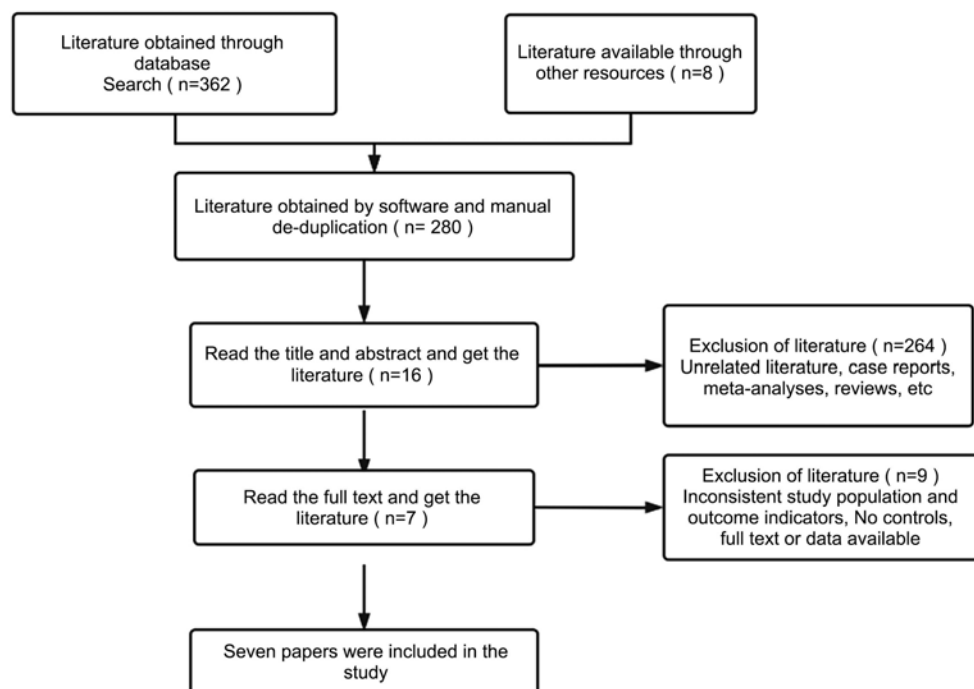 Literature obtained through
database
Search ( n=362 )
Literature available through
other resources ( n=8 )
Literature obtained by software and manual
de-duplication ( n= 280 )
Read the title and abstract and get the
literature ( n=16 )
Exclusion of literature ( n=264 )
Unrelated literature, case reports,
meta-analyses, reviews, etc
Read the full text and get the
literature ( n=7 )
Exclusion of literature ( n=9 )
Inconsistent study population and
outcome indicators, No controls,
full text or data available
Seven papers were included in the
study